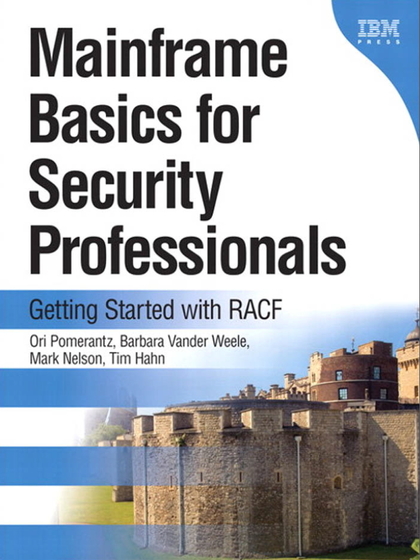 IBM
PRESS
Mainframe
Basics for
Security
Professionals
Getting Started with RACF
Ori Pomerantz, Barbara Vander Weele,
Mark Nelson, Tim Hahn